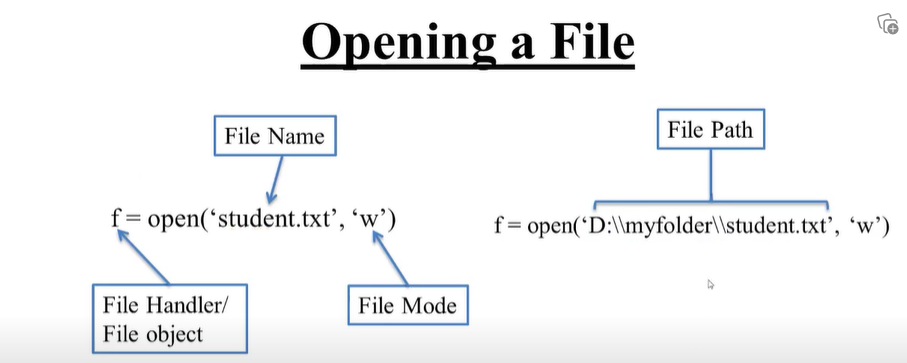 Opening a File
File Name
File Path
f = open(‘student.txt’, ‘w’)
f = open(‘D:\\myfolder\\student.txt’, ‘w’)
File Handler/
File object
File Mode